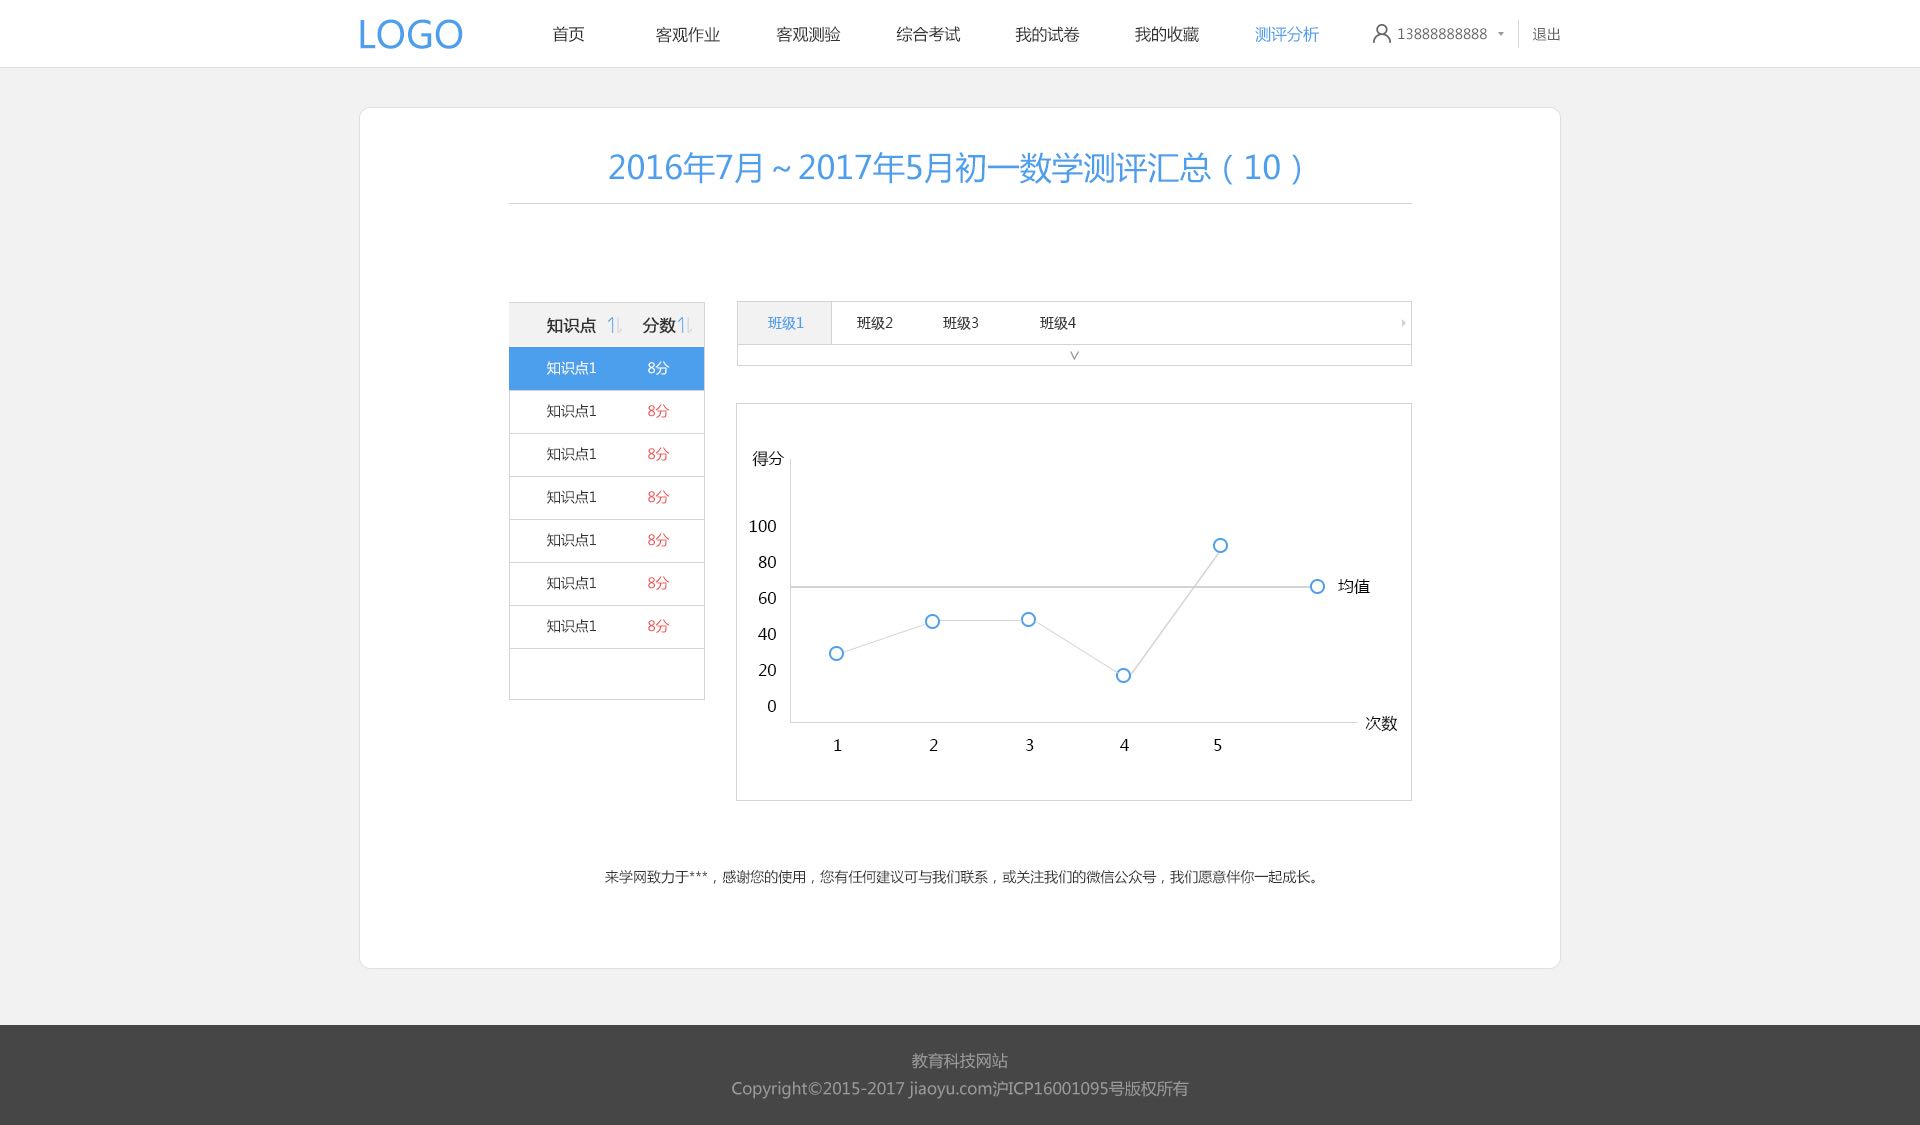 LOGO 首页 客观作业 客观测验 综合考试 我的试卷 我的收藏 测评分析 13888888888 退出
2016年7月～2017年5月初一数学测评汇总（10）
知识点 分数
知识点1 8分
知识点1 8分
知识点1 8分
知识点1 8分
知识点1 8分
知识点1 8分
知识点1 8分
班级1 班级2 班级3 班级4
得分
100
80
60
40
20
0
均值
次数
1 2 3 4 5
来学网致力于***，感谢您的使用，您有任何建议可与我们联系，或关注我们的微信公众号，我们愿意伴你一起成长。
教育科技网站
Copyright©2015-2017 jiaoyu.com沪ICP16001095号版权所有